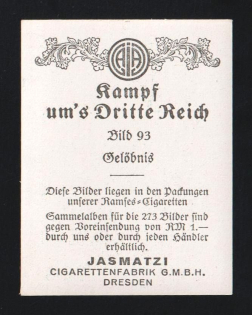 Kampf
um's Dritte Reich
Bild 93
Gelöbnis
Diese Bilder liegen in den Packungen
unserer Ramses-Cigaretten
Sammelalben für die 273 Bilder sind
gegen Voreinsendung von RM 1.—
durch uns oder durch jeden Händler
erhältlich.
JASMATZI
CIGARETTENFABRIK G.M.B.H.
DRESDEN